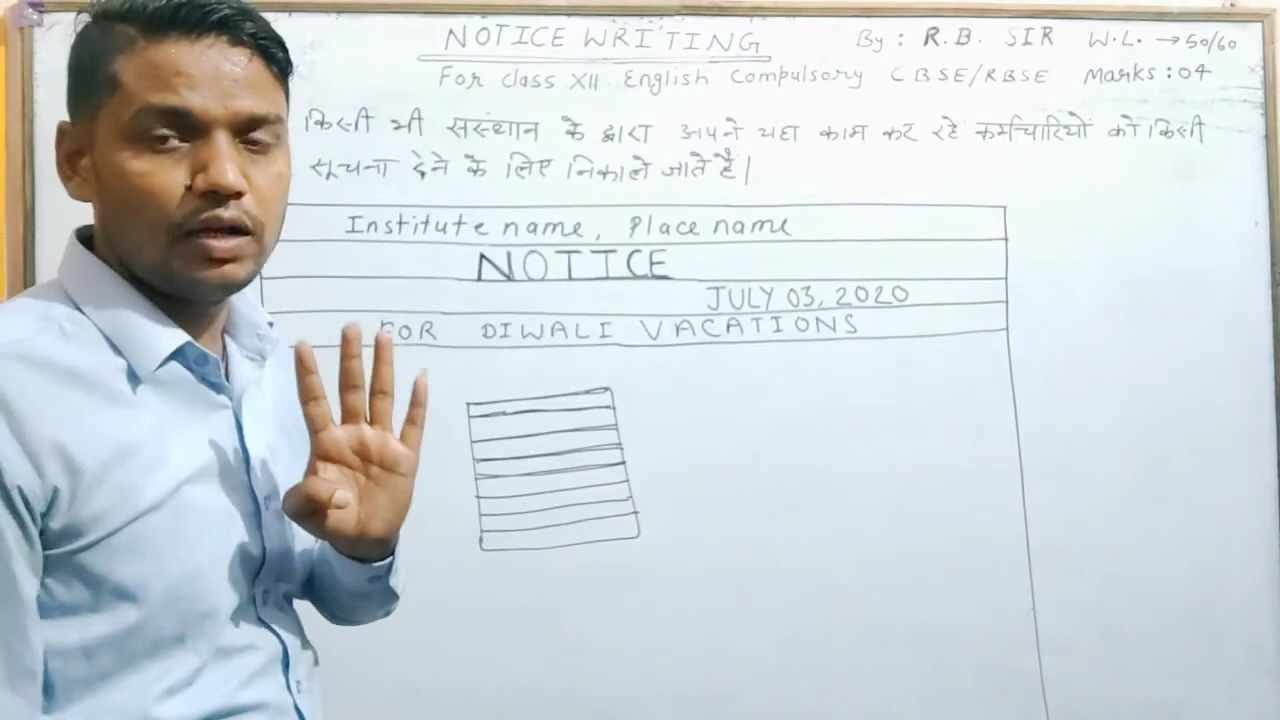 NOTICE WRITING By: R.B. SIR W.L. → 50/60
For class XII English Compulsory CBSE/RBSE Marks: 04
किसी भी संस्थान के द्वारा अपने यहा काम कर रहे कर्मचारियो को किसी
सूचना देने के लिए निकाले जाते है।
Institute name, Place name
NOTICE
JULY 03, 2020
FOR DIWALI VACATIONS